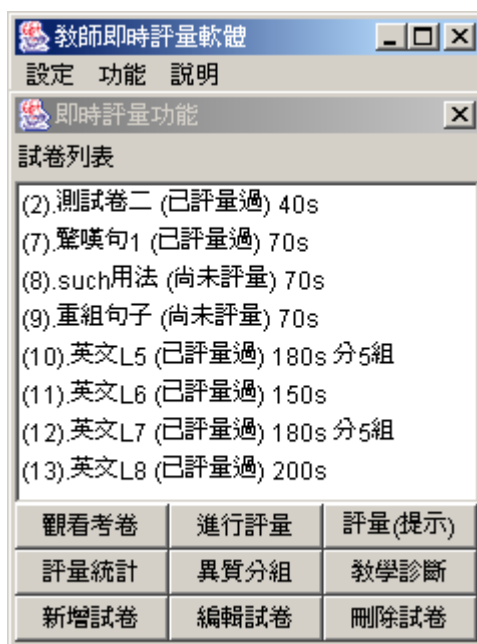 教師即時評量軟體
設定 功能 說明
即時評量功能
試卷列表
(2).測試卷二 (已評量過) 40s
(7).驚嘆句1 (已評量過) 70s
(8).such用法 (尚未評量) 70s
(9).重組句子 (尚未評量) 70s
(10).英文L5 (已評量過) 180s 分5組
(11).英文L6 (已評量過) 150s
(12).英文L7 (已評量過) 180s 分5組
(13).英文L8 (已評量過) 200s
觀看考卷 進行評量 評量(提示)
評量統計 異質分組 教學診斷
新增試卷 編輯試卷 刪除試卷